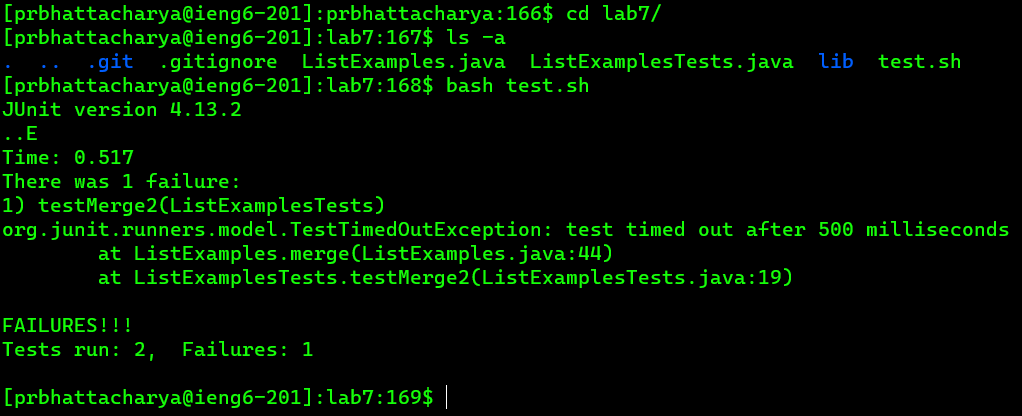 [prbhattacharya@ieng6-201]:prbhattacharya:166$ cd lab7/
[prbhattacharya@ieng6-201]:lab7:167$ ls -a
.  ..  .git  .gitignore  ListExamples.java  ListExamplesTests.java  lib  test.sh
[prbhattacharya@ieng6-201]:lab7:168$ bash test.sh
JUnit version 4.13.2
..E
Time: 0.517
There was 1 failure:
1) testMerge2(ListExamplesTests)
org.junit.runners.model.TestTimedOutException: test timed out after 500 milliseconds
        at ListExamples.merge(ListExamples.java:44)
        at ListExamplesTests.testMerge2(ListExamplesTests.java:19)

FAILURES!!!
Tests run: 2,  Failures: 1

[prbhattacharya@ieng6-201]:lab7:169$